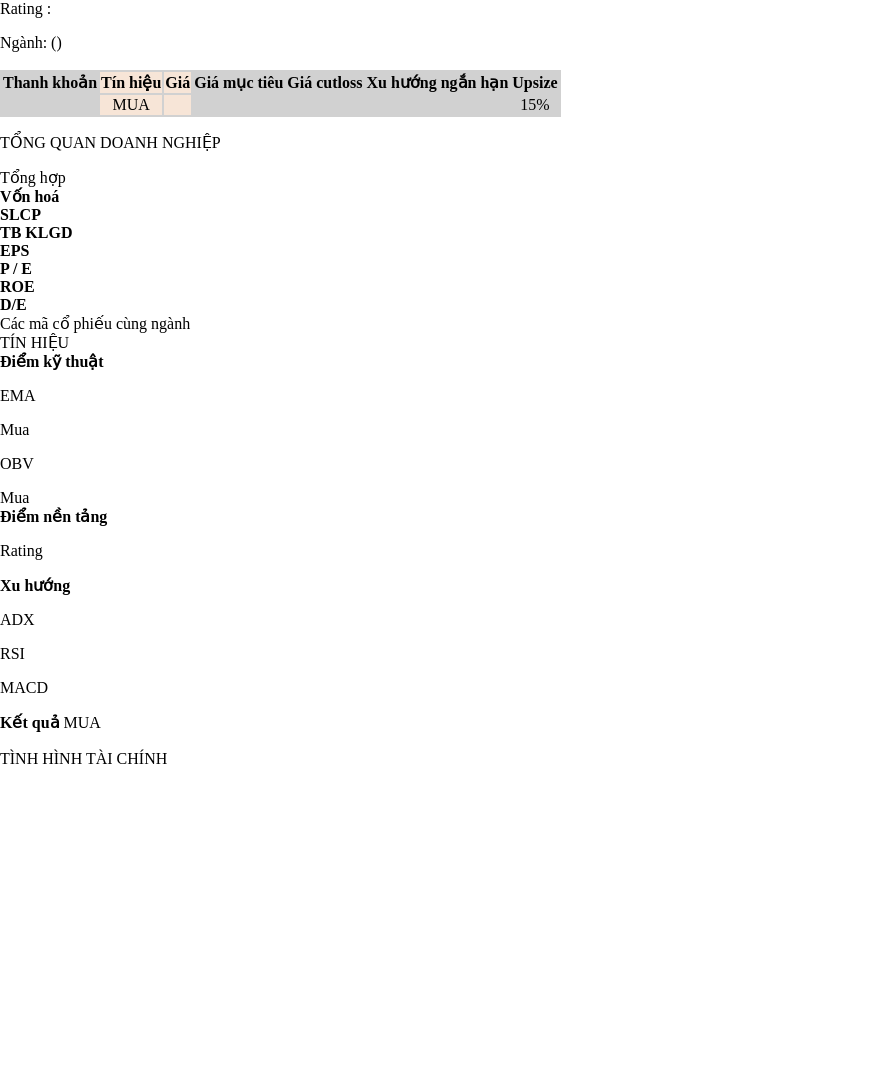 Rating :
Ngành: ()
Thanh khoản Tín hiệu Giá Giá mục tiêu Giá cutloss Xu hướng ngắn hạn Upsize
MUA 15%
TỔNG QUAN DOANH NGHIỆP
Tổng hợp
Vốn hoá
SLCP
TB KLGD
EPS
P / E
ROE
D/E
Các mã cổ phiếu cùng ngành
TÍN HIỆU
Điểm kỹ thuật
EMA
Mua
OBV
Mua
Điểm nền tảng
Rating
Xu hướng
ADX
RSI
MACD
Kết quả MUA
TÌNH HÌNH TÀI CHÍNH